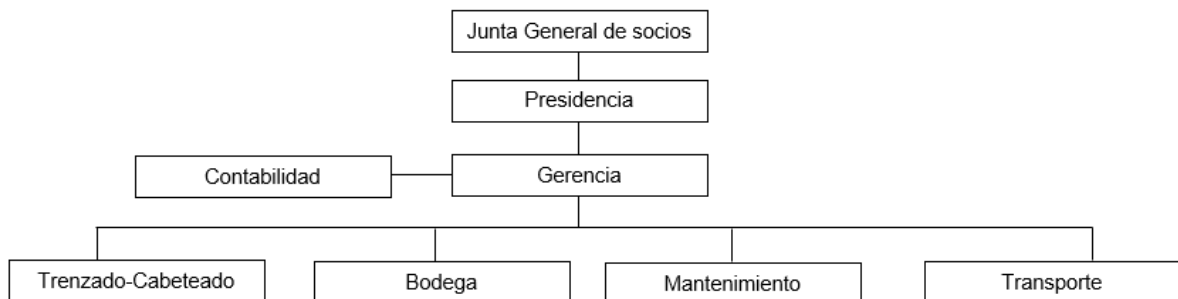 Junta General de socios
Presidencia
Contabilidad
Gerencia
Trenzado-Cabeteado
Bodega
Mantenimiento
Transporte